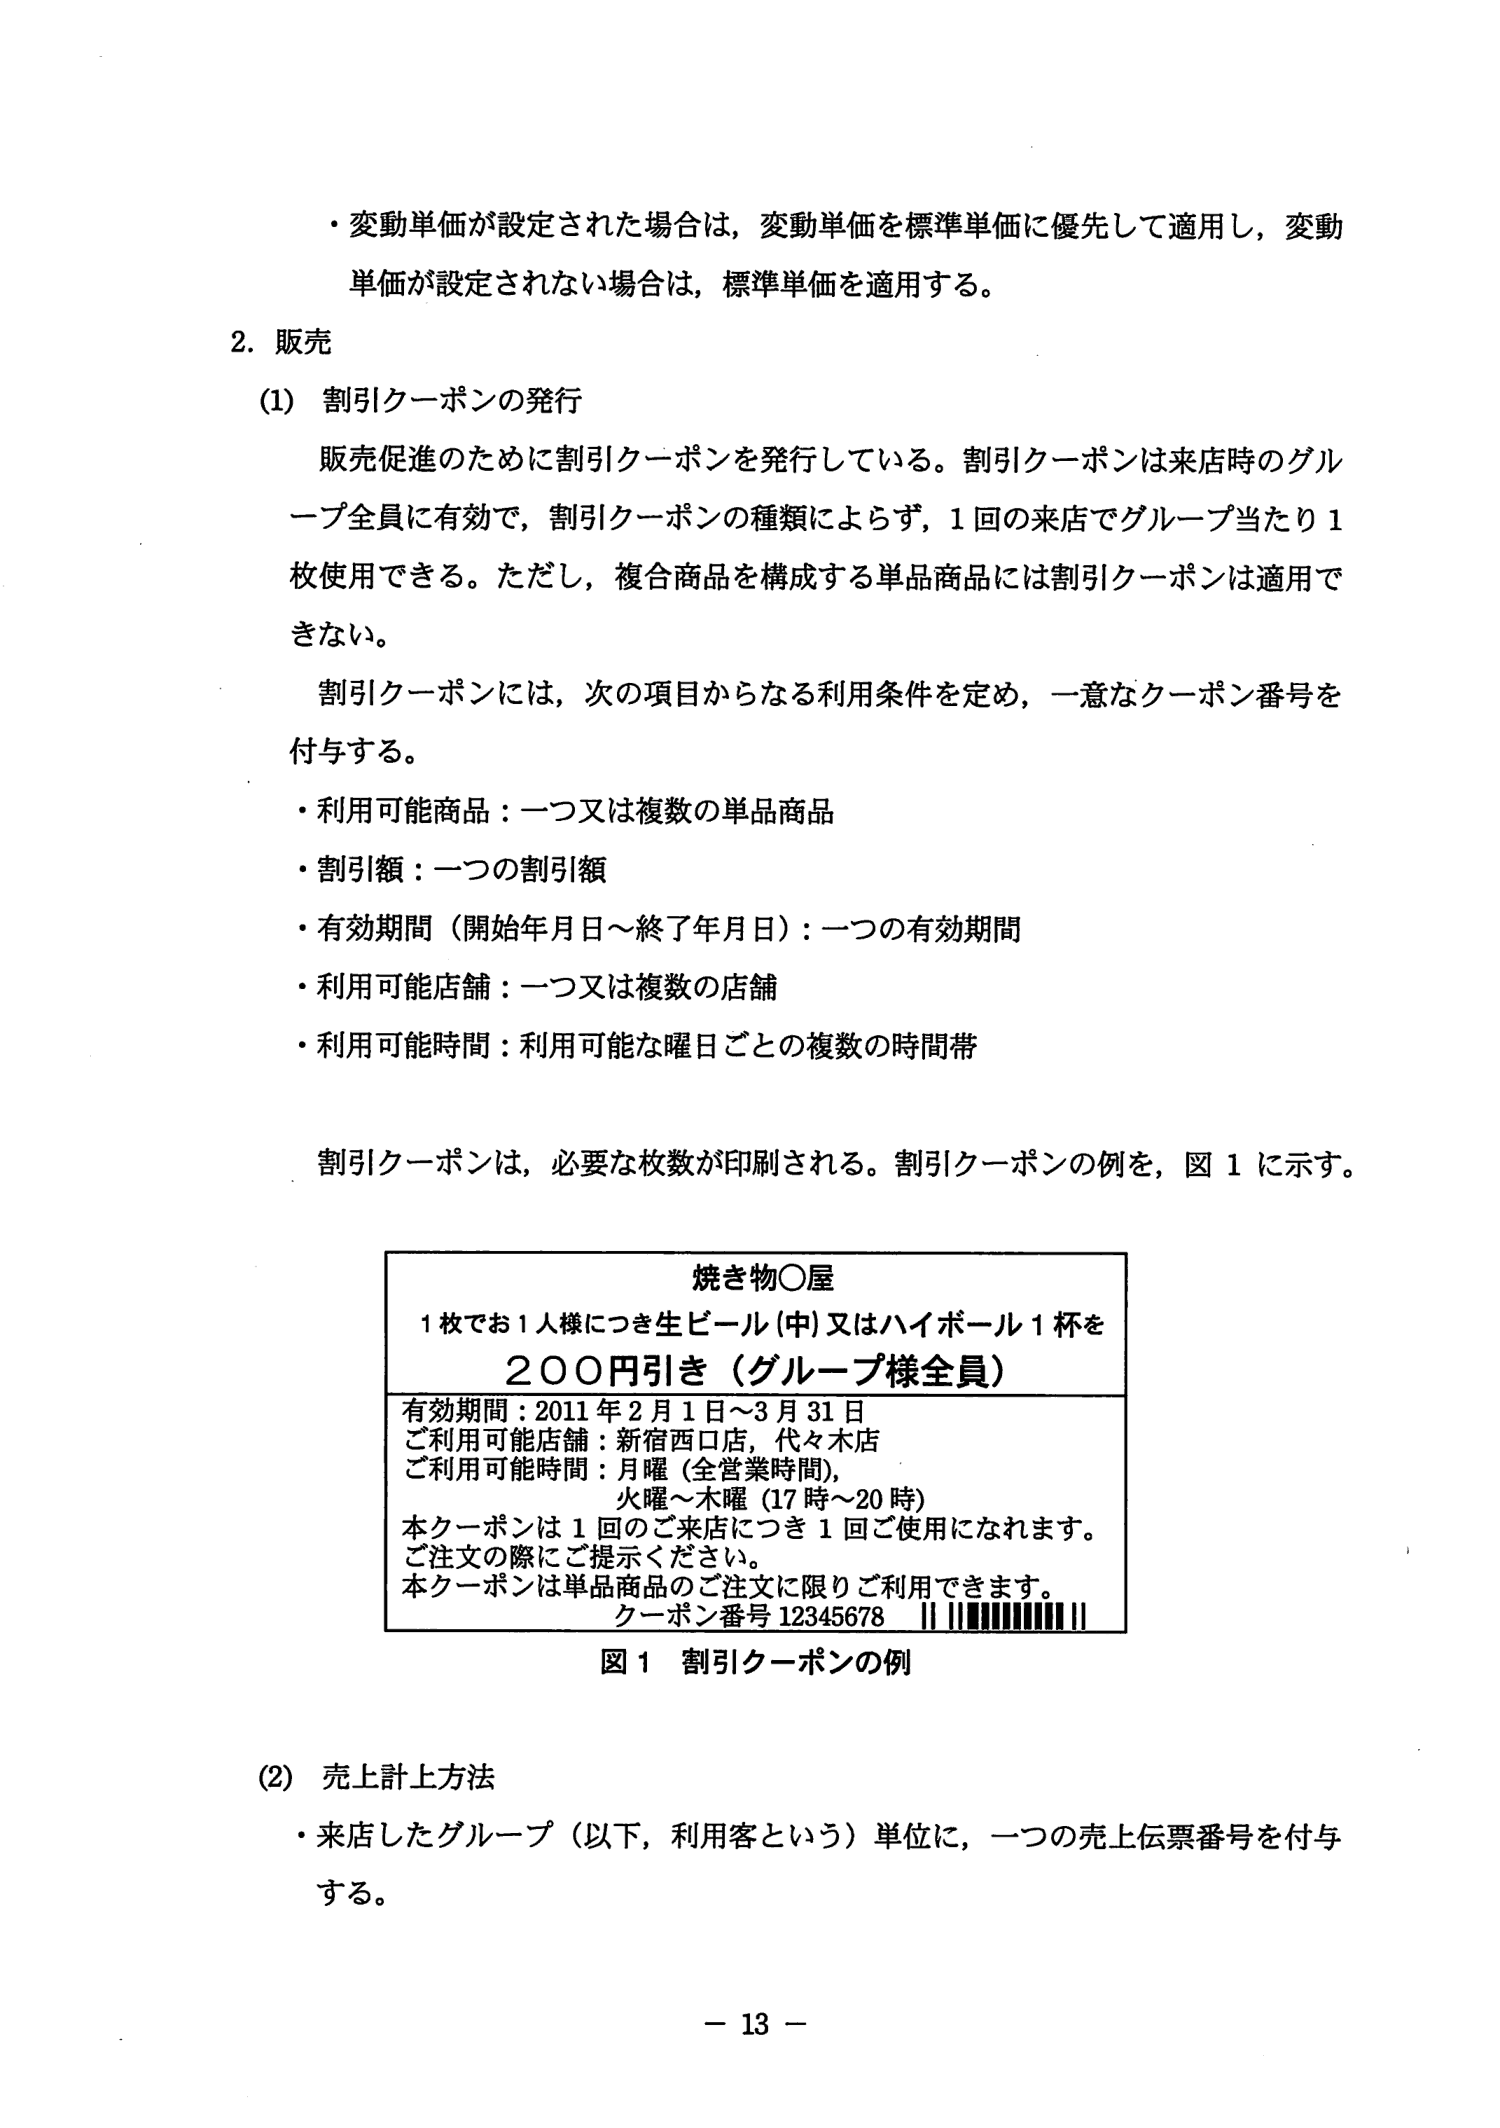 ・変動単価が設定された場合は，変動単価を標準単価に優先して適用し，変動
単価が設定されない場合は，標準単価を適用する。
2. 販売
(1) 割引クーポンの発行
販売促進のために割引クーポンを発行している。割引クーポンは来店時のグル
ープ全員に有効で，割引クーポンの種類によらず，1 回の来店でグループ当たり 1
枚使用できる。ただし，複合商品を構成する単品商品には割引クーポンは適用で
きない。
割引クーポンには，次の項目からなる利用条件を定め，一意なクーポン番号を
付与する。
・利用可能商品：一つ又は複数の単品商品
・割引額：一つの割引額
・有効期間（開始年月日～終了年月日）：一つの有効期間
・利用可能店舗：一つ又は複数の店舗
・利用可能時間：利用可能な曜日ごとの複数の時間帯
割引クーポンは，必要な枚数が印刷される。割引クーポンの例を，図 1 に示す。
焼き物〇屋
1枚でお1人様につき生ビール(中)又はハイボール1杯を
２００円引き（グループ様全員）
有効期間：2011 年 2 月 1 日～3 月 31 日
ご利用可能店舗：新宿西口店，代々木店
ご利用可能時間：月曜（全営業時間），
火曜～木曜（17 時～20 時）
本クーポンは 1 回のご来店につき 1 回ご使用になれます。
ご注文の際にご提示ください。
本クーポンは単品商品のご注文に限りご利用できます。
クーポン番号 12345678
図1 割引クーポンの例
(2) 売上計上方法
・来店したグループ（以下，利用客という）単位に，一つの売上伝票番号を付与
する。
－ 13 －